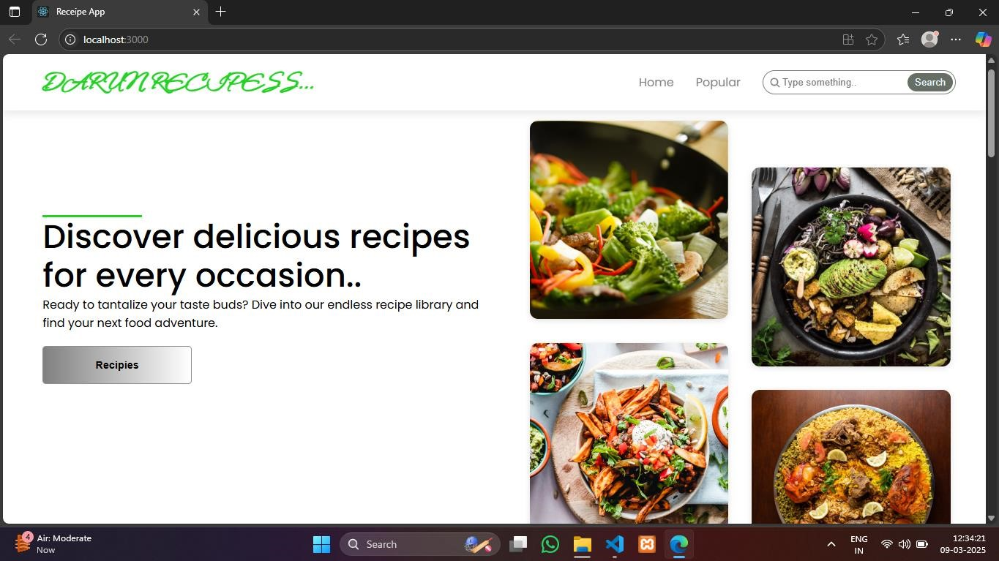 Receipe App
localhost:3000
DARUN RECIPESS...
Home Popular Type something.. Search
Discover delicious recipes
for every occasion..
Ready to tantalize your taste buds? Dive into our endless recipe library and
find your next food adventure.
Recipies
4
Air: Moderate
Now
Search
ENG
IN
12:34:21
09-03-2025